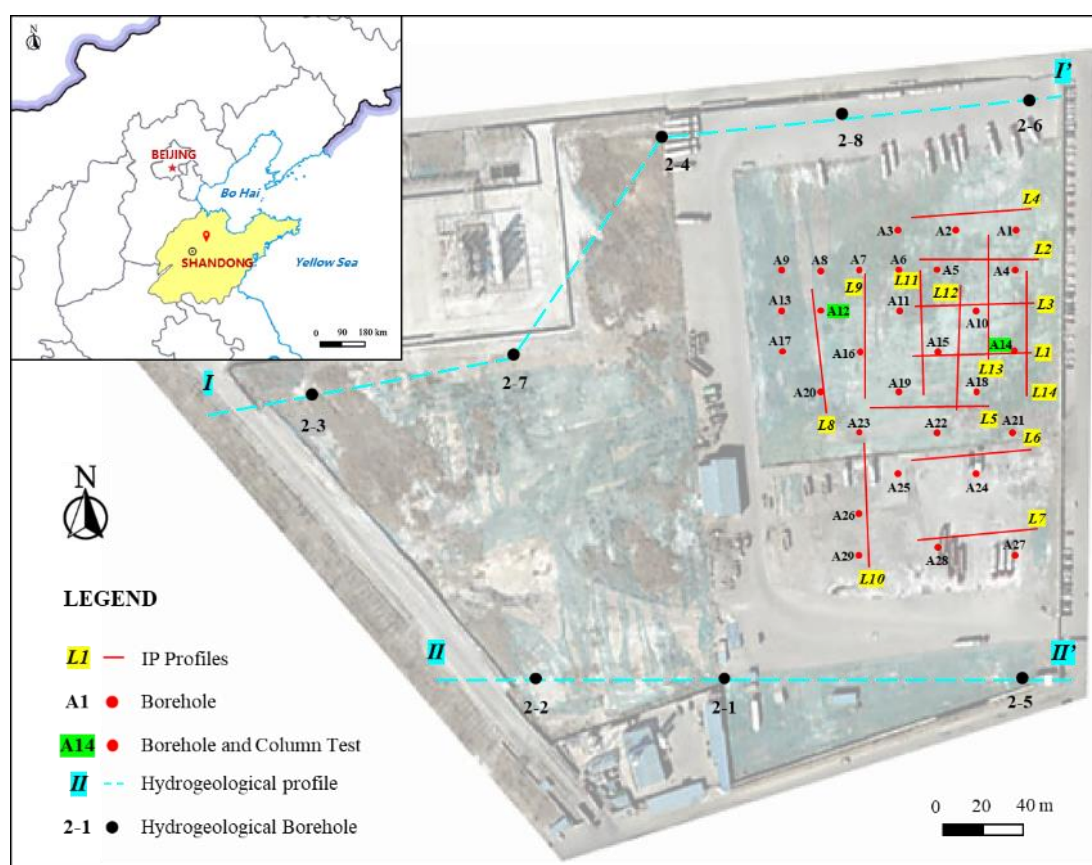 N
BEIJING
Bo Hai
SHANDONG
Yellow Sea
0 90 180 km
I'
2-6
2-8
2-4
L4
A3 A2 A1
L2
A9 A8 A7 A6 A5 A4
L9 L11 L12
L3
A13 A12 A11 A10
A17 A16 A15 A14 L1
L13
I
2-7
2-3
A20 A19 A18 L14
L8 A23 A22 L5 A21 L6
A25 A24
A26
L7
A29 A28 A27
L10
N
LEGEND
L1 IP Profiles
A1 Borehole
A14 Borehole and Column Test
II Hydrogeological profile
2-1 Hydrogeological Borehole
II II'
2-2 2-1 2-5
0 20 40 m